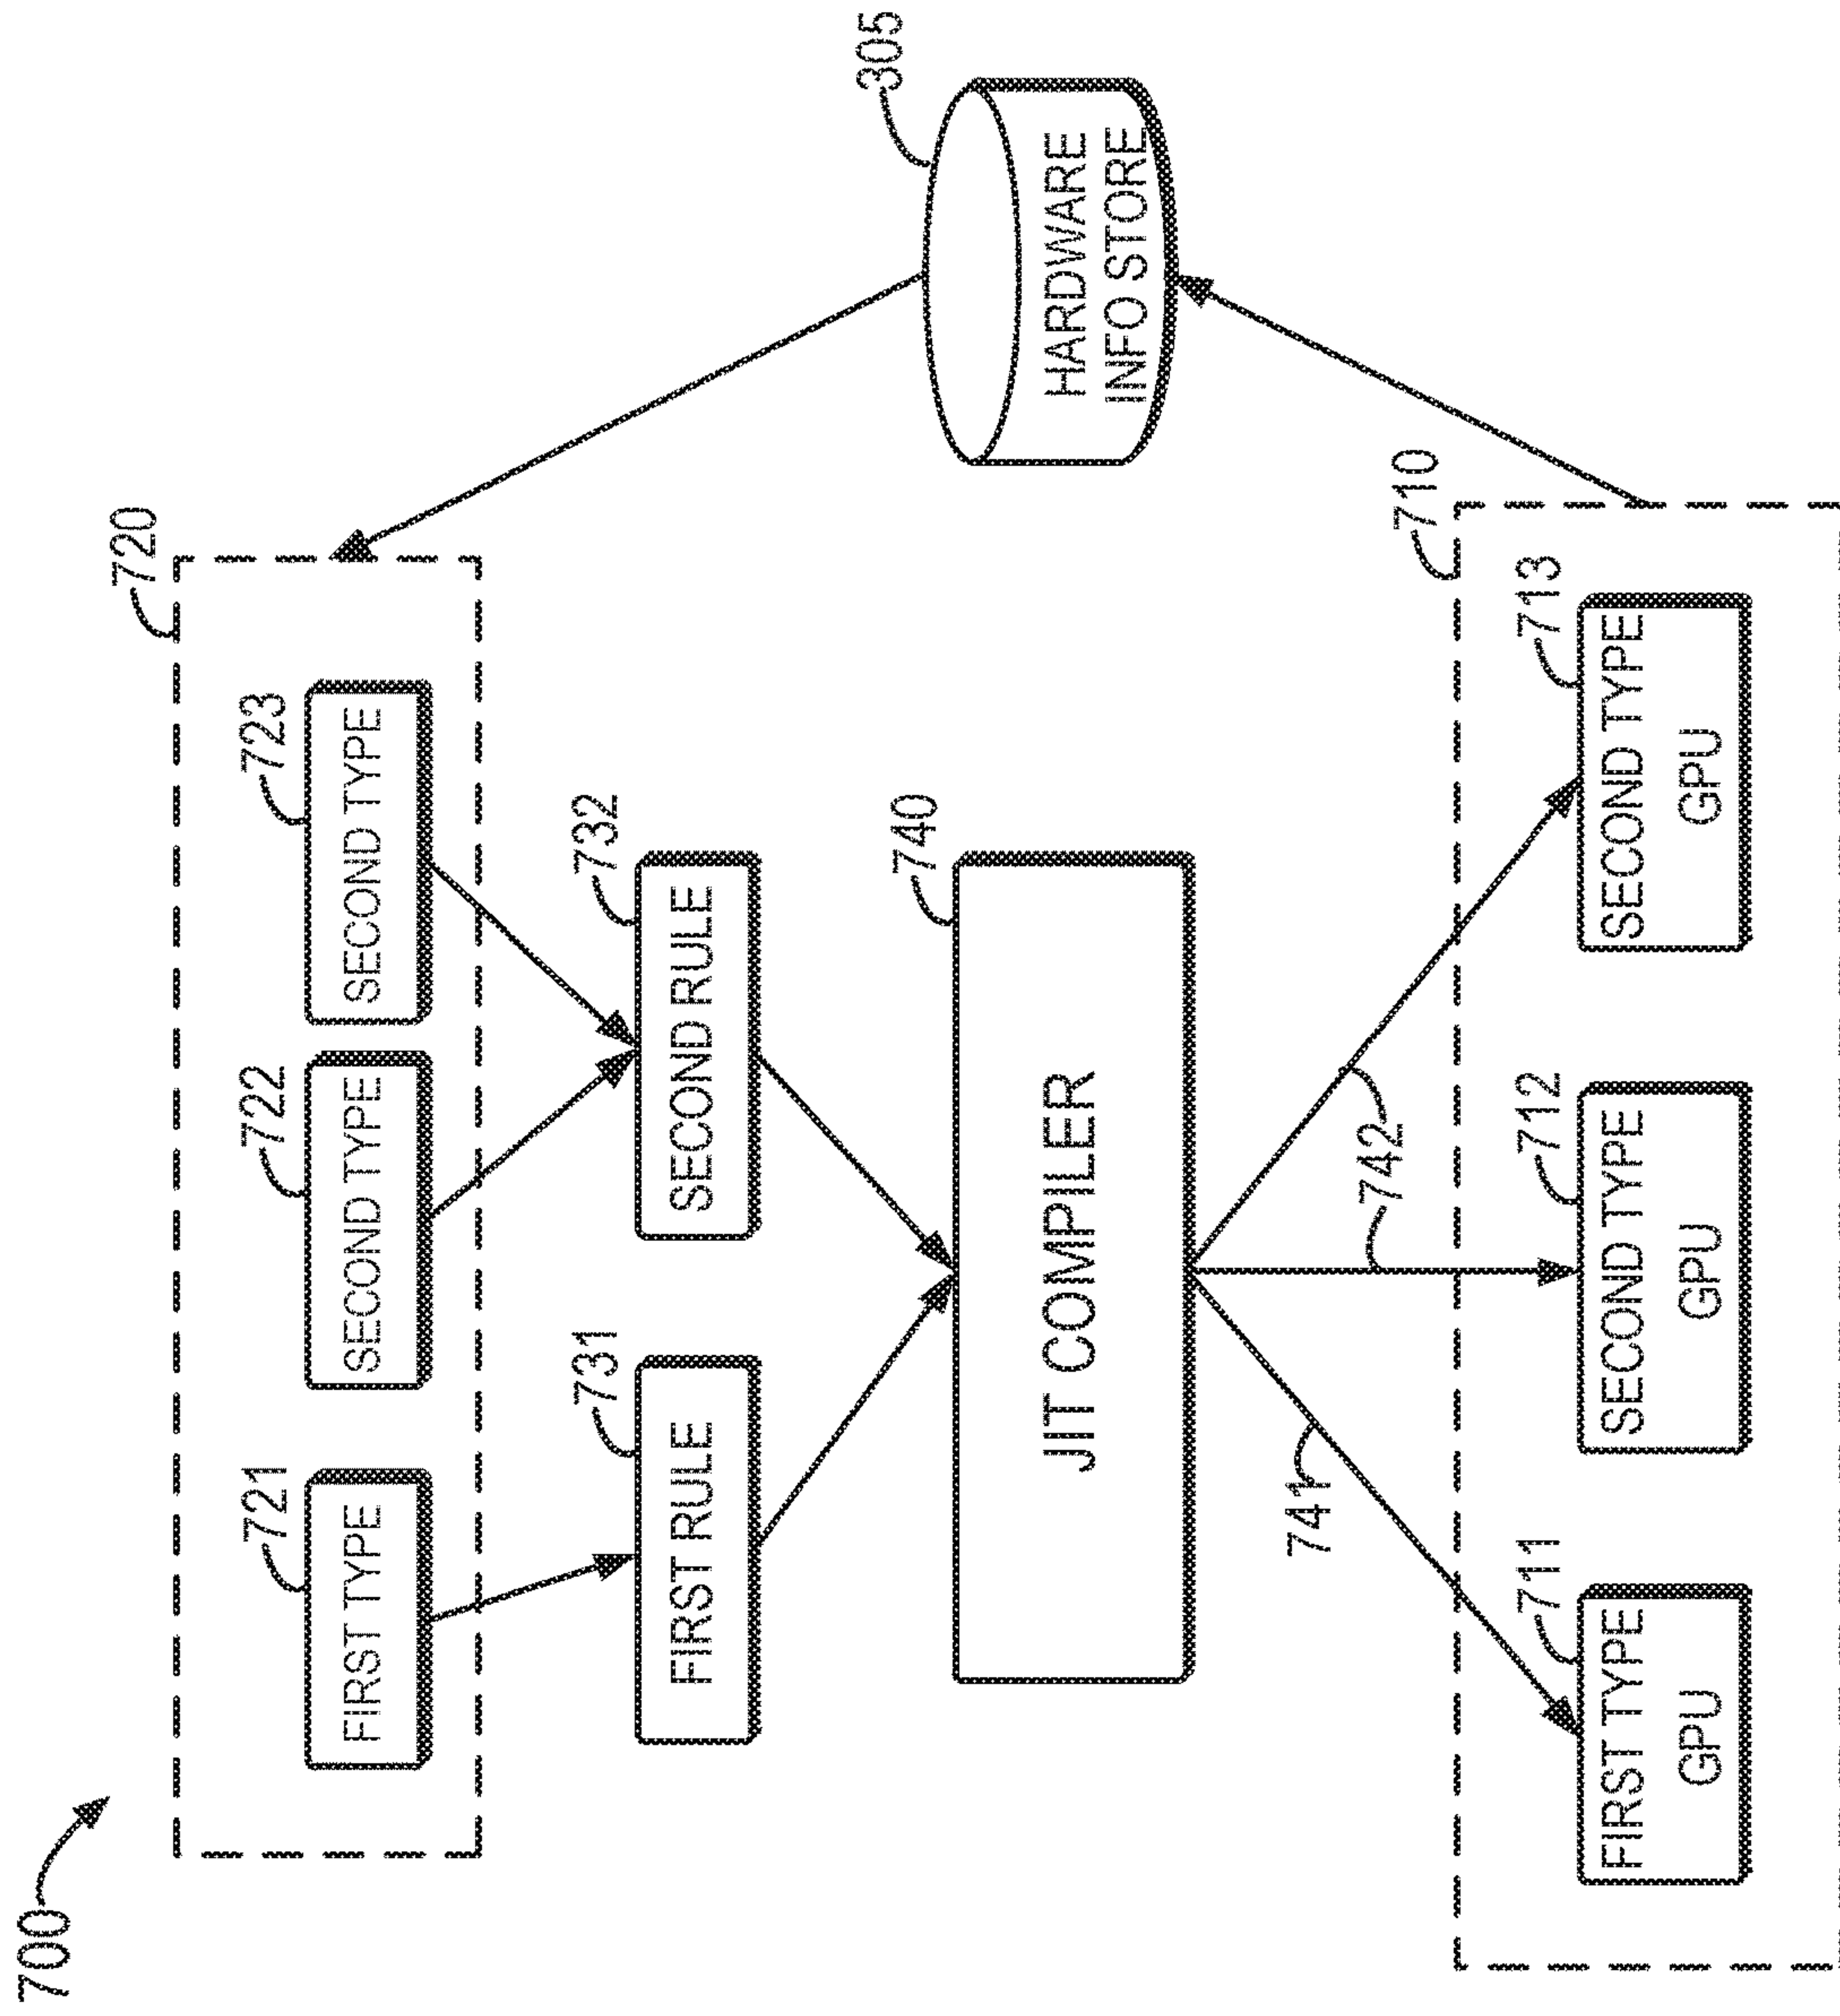 700
720
721
FIRST TYPE
722
SECOND TYPE
723
SECOND TYPE
731
FIRST RULE
732
SECOND RULE
740
JIT COMPILER
305
HARDWARE
INFO STORE
741
742
710
711
FIRST TYPE
GPU
712
SECOND TYPE
GPU
713
SECOND TYPE
GPU